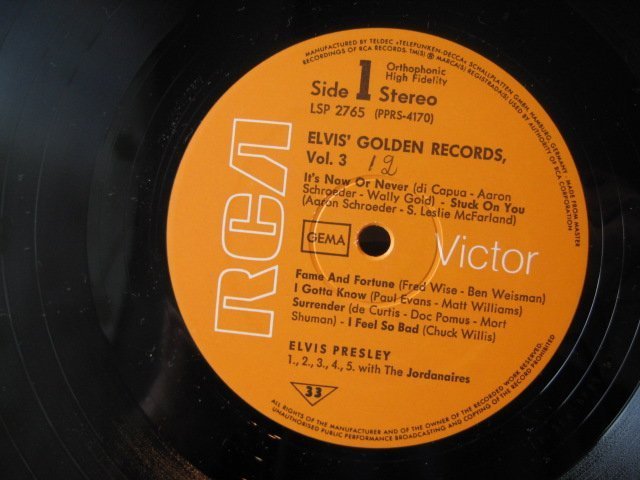 MANUFACTURED BY TELDEC »TELEFUNKEN-DECCA« SCHALLPLATTEN GMBH, HAMBURG, GERMANY · MADE FROM MASTER
RECORDINGS OF RCA RECORDS. TM(S) ® MARCA(S) REGISTRADA(S) USED BY AUTHORITY OF RCA CORPORATION
Orthophonic
High Fidelity
Side 1 Stereo
LSP 2765 (PPRS-4170)
ELVIS' GOLDEN RECORDS,
Vol. 3 12
It's Now Or Never (di Capua - Aaron
Schroeder - Wally Gold) - Stuck On You
(Aaron Schroeder - S. Leslie McFarland)
GEMA
RCA
Victor
Fame And Fortune (Fred Wise - Ben Weisman)
I Gotta Know (Paul Evans - Matt Williams)
Surrender (de Curtis - Doc Pomus - Mort
Shuman) - I Feel So Bad (Chuck Willis)
ELVIS PRESLEY
1., 2., 3., 4., 5. with The Jordanaires
33
ALL RIGHTS OF THE MANUFACTURER AND OF THE OWNER OF THE RECORDED WORK RESERVED.
UNAUTHORISED PUBLIC PERFORMANCE BROADCASTING AND COPYING OF THE RECORD PROHIBITED